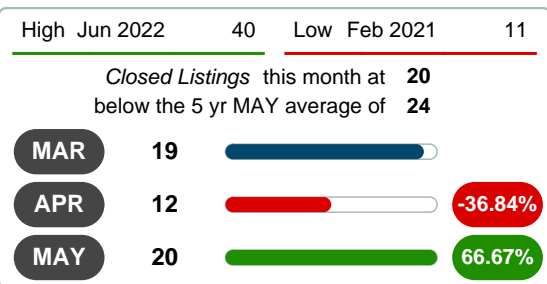 High Jun 2022 40 Low Feb 2021 11
Closed Listings this month at 20
below the 5 yr MAY average of 24
MAR 19
APR 12 -36.84%
MAY 20 66.67%